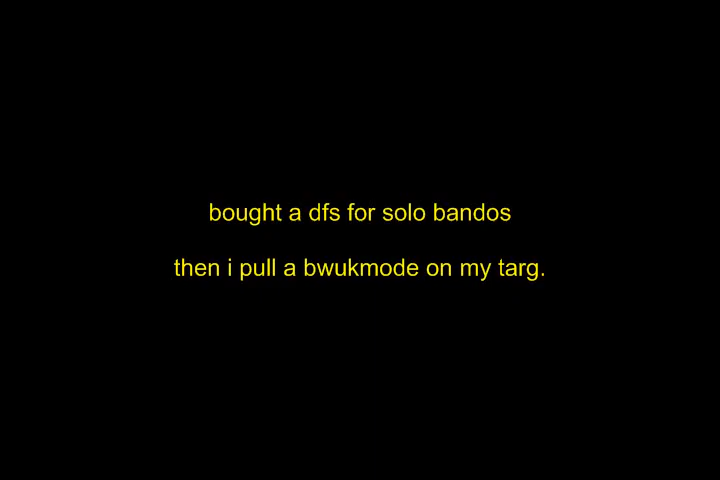 bought a dfs for solo bandos
then i pull a bwukmode on my targ.